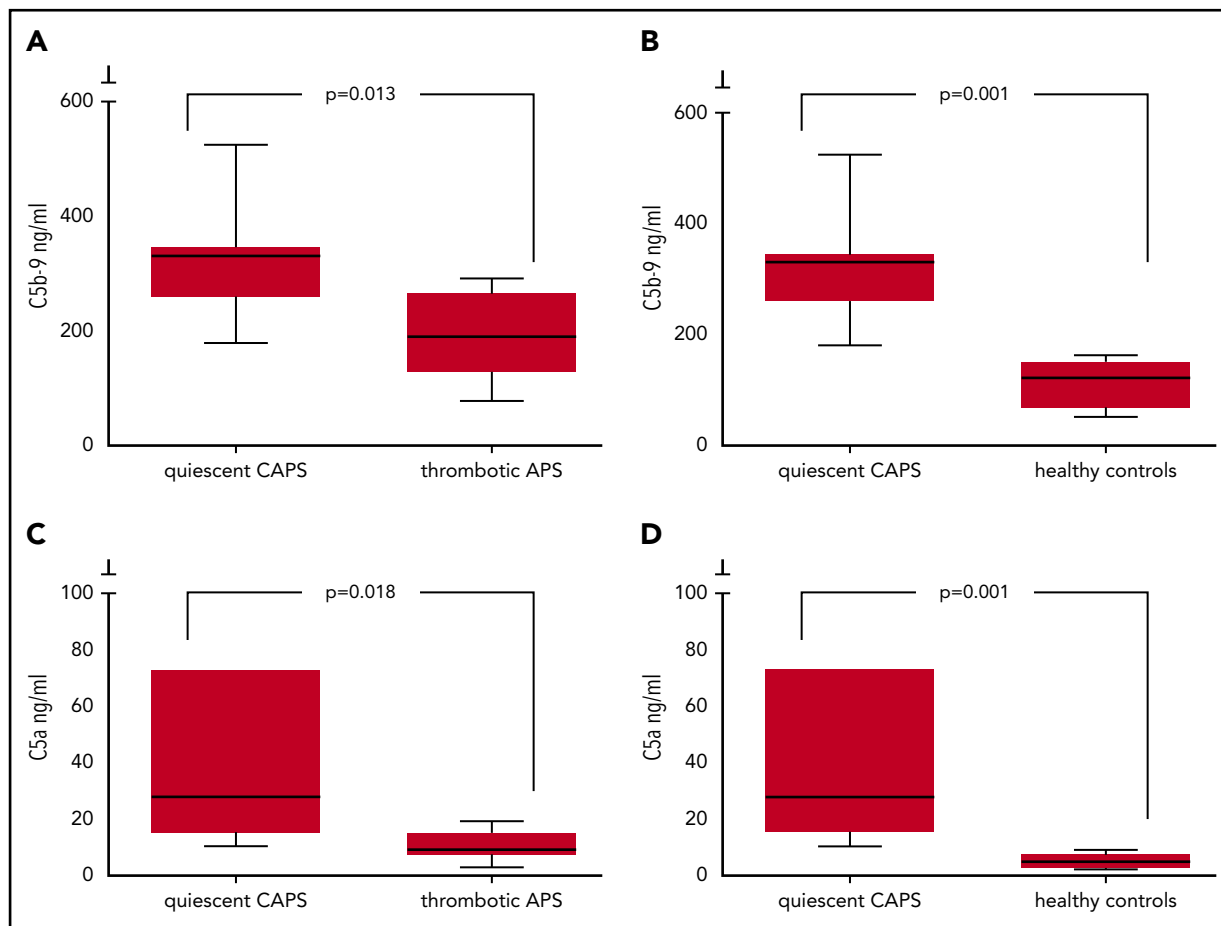 A
p=0.013
600
400
200
0
C5b-9 ng/ml
quiescent CAPS
thrombotic APS
B
p=0.001
600
400
200
0
C5b-9 ng/ml
quiescent CAPS
healthy controls
C
p=0.018
100
80
60
40
20
0
C5a ng/ml
quiescent CAPS
thrombotic APS
D
p=0.001
100
80
60
40
20
0
C5a ng/ml
quiescent CAPS
healthy controls